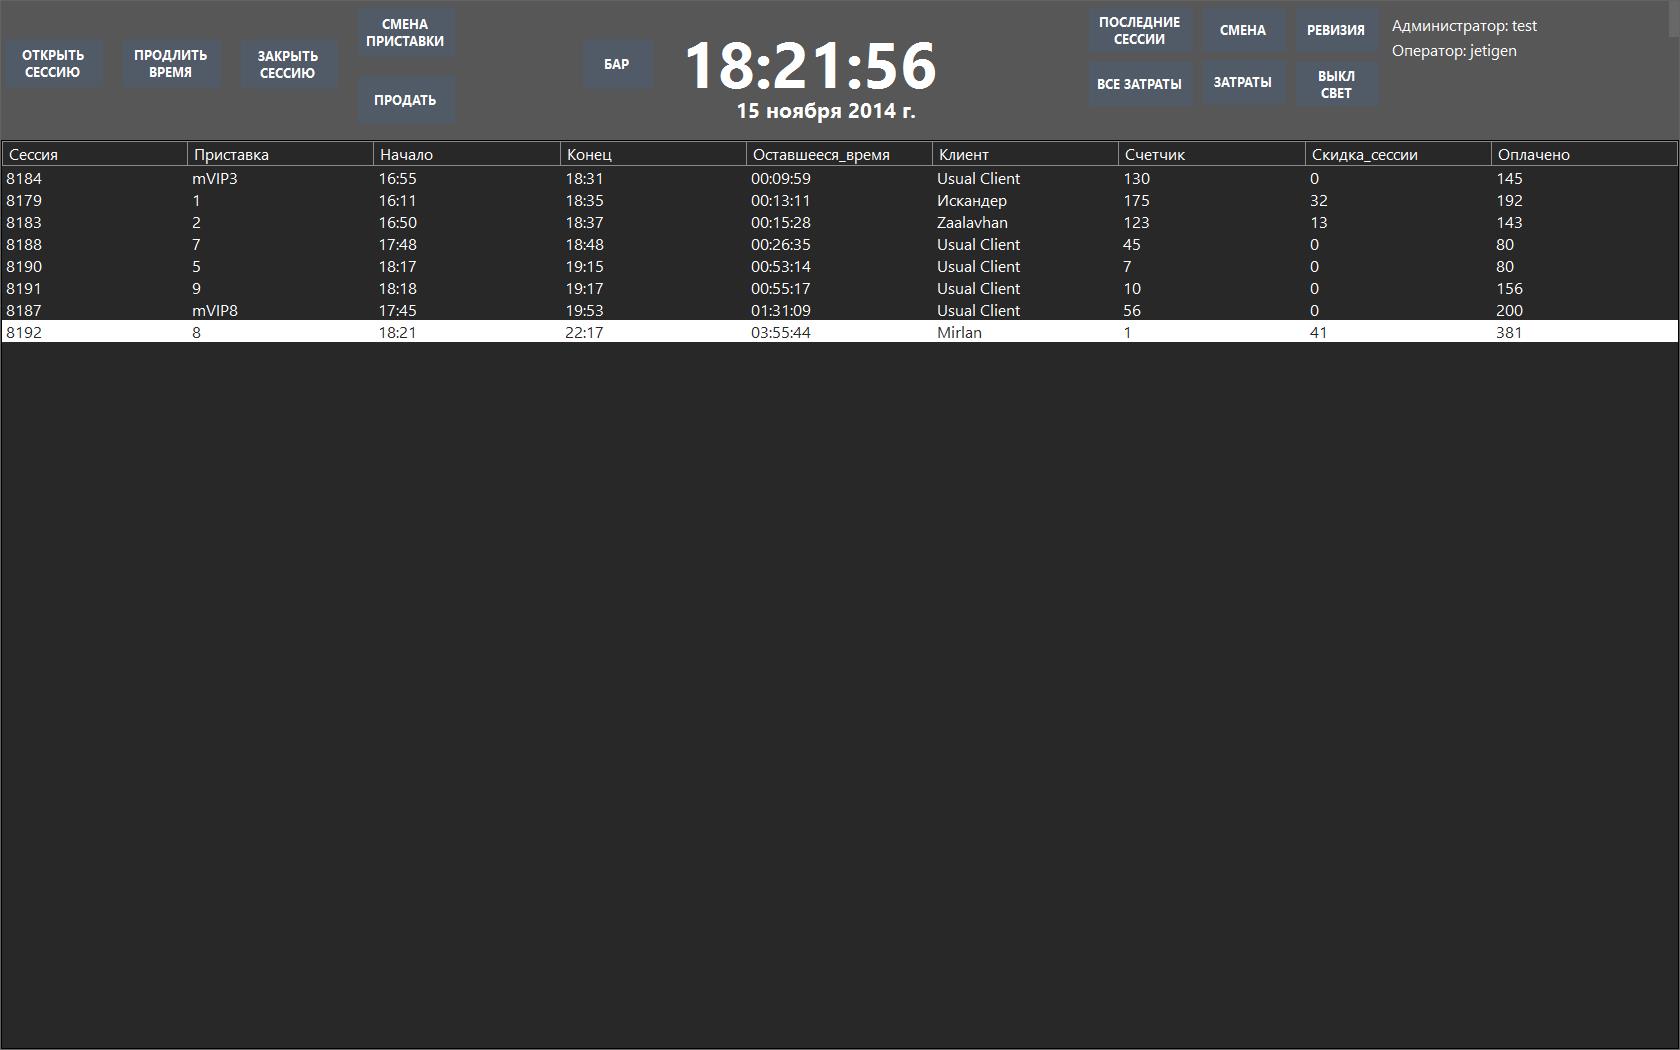 ОТКРЫТЬ
СЕССИЮ
ПРОДЛИТЬ
ВРЕМЯ
ЗАКРЫТЬ
СЕССИЮ
СМЕНА
ПРИСТАВКИ
ПРОДАТЬ
БАР
18:21:56
15 ноября 2014 г.
ПОСЛЕДНИЕ
СЕССИИ
СМЕНА
РЕВИЗИЯ
ВСЕ ЗАТРАТЫ
ЗАТРАТЫ
ВЫКЛ
СВЕТ
Администратор: test
Оператор: jetigen
Сессия Приставка Начало Конец Оставшееся_время Клиент Счетчик Скидка_сессии Оплачено
8184 mVIP3 16:55 18:31 00:09:59 Usual Client 130 0 145
8179 1 16:11 18:35 00:13:11 Искандер 175 32 192
8183 2 16:50 18:37 00:15:28 Zaalavhan 123 13 143
8188 7 17:48 18:48 00:26:35 Usual Client 45 0 80
8190 5 18:17 19:15 00:53:14 Usual Client 7 0 80
8191 9 18:18 19:17 00:55:17 Usual Client 10 0 156
8187 mVIP8 17:45 19:53 01:31:09 Usual Client 56 0 200
8192 8 18:21 22:17 03:55:44 Mirlan 1 41 381